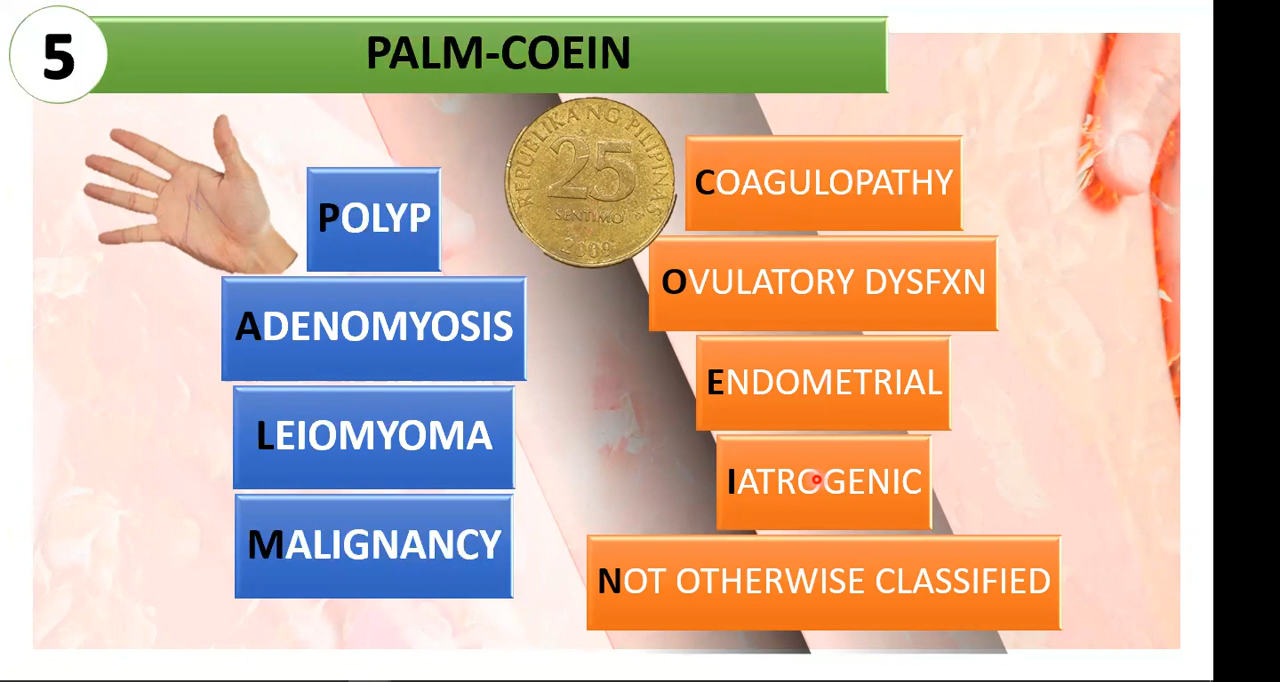 5
PALM-COEIN
POLYP
ADENOMYOSIS
LEIOMYOMA
MALIGNANCY
REPUBLIKA NG PILIPINAS
25
SENTIMO
COAGULOPATHY
OVULATORY DYSFXN
ENDOMETRIAL
IATROGENIC
NOT OTHERWISE CLASSIFIED